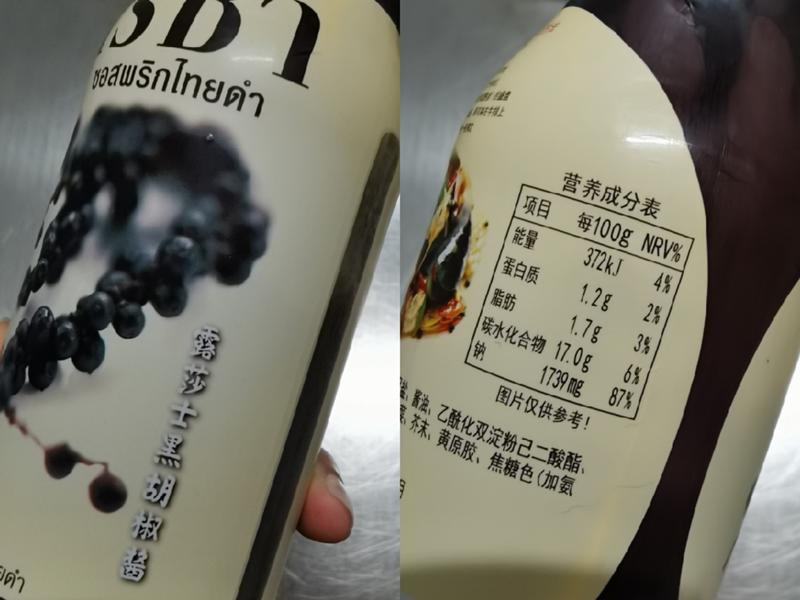 รสา
ซอสพริกไทยดำ
露莎士黑胡椒醬
营养成分表
项目 每100g NRV%
能量 372kJ 4%
蛋白质 1.2g 2%
脂肪 1.7g 3%
碳水化合物 17.0g 6%
钠 1739mg 87%
图片仅供参考!
酱油、乙酰化双淀粉己二酸酯、
芥末、黄原胶、焦糖色(加氨